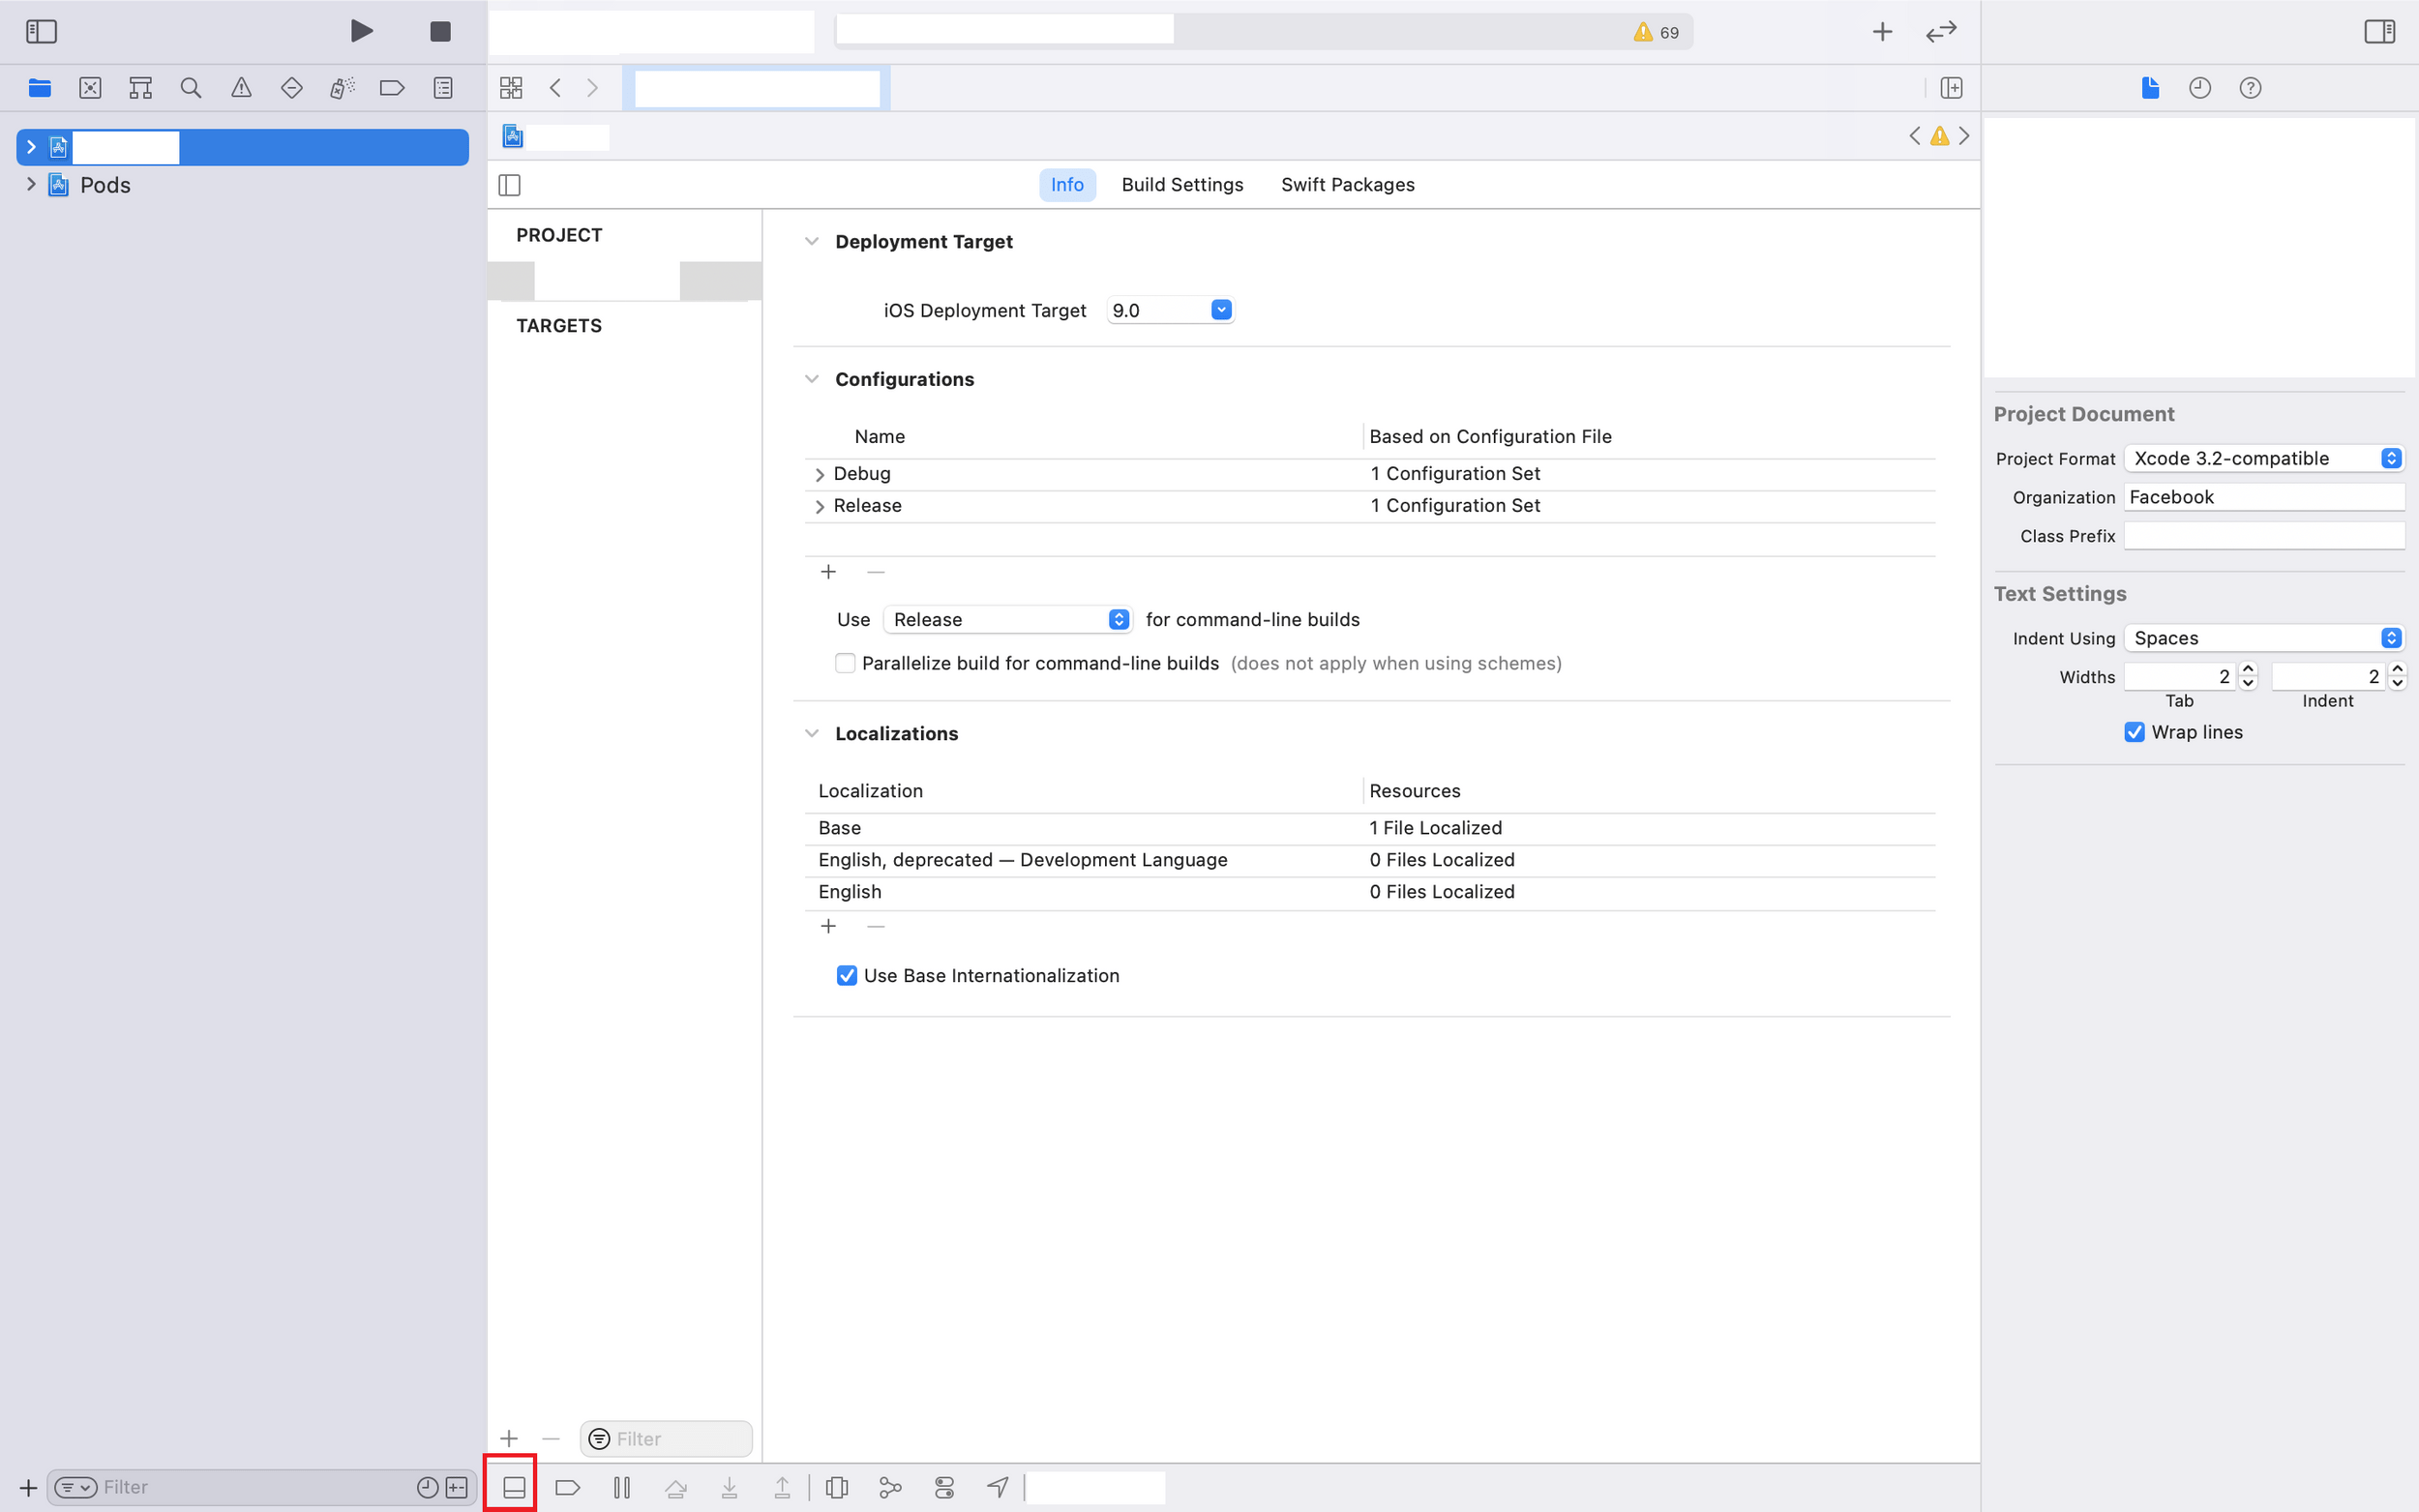 69
Pods
Info Build Settings Swift Packages
PROJECT
TARGETS
Deployment Target
iOS Deployment Target 9.0
Configurations
Name Based on Configuration File
Debug 1 Configuration Set
Release 1 Configuration Set
Use Release for command-line builds
Parallelize build for command-line builds (does not apply when using schemes)
Localizations
Localization Resources
Base 1 File Localized
English, deprecated — Development Language 0 Files Localized
English 0 Files Localized
Use Base Internationalization
Filter
Filter
Project Document
Project Format Xcode 3.2-compatible
Organization Facebook
Class Prefix
Text Settings
Indent Using Spaces
Widths 2 2
Tab Indent
Wrap lines